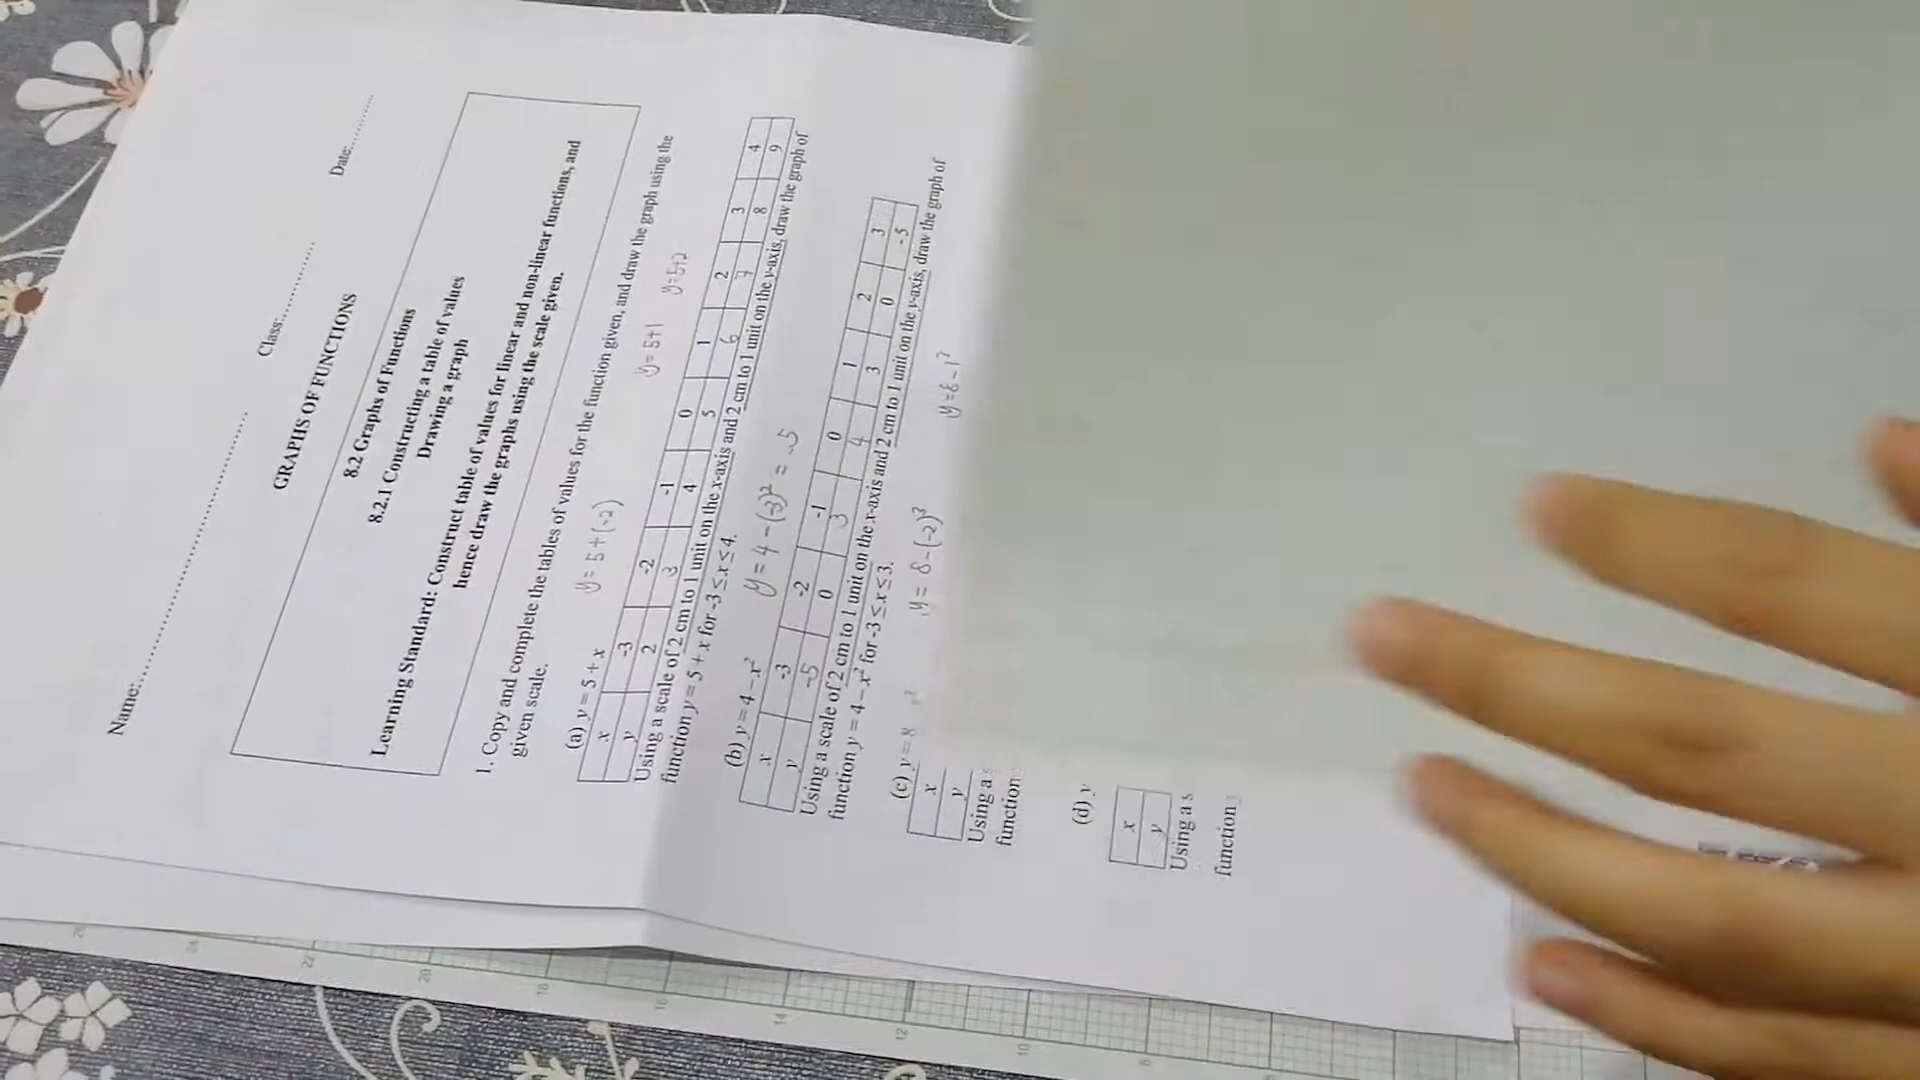 Name:........................................ Class:.................... Date:................
GRAPHS OF FUNCTIONS
8.2 Graphs of Functions
8.2.1 Constructing a table of values
Drawing a graph
Learning Standard: Construct table of values for linear and non-linear functions, and
hence draw the graphs using the scale given.
1. Copy and complete the tables of values for the function given, and draw the graph using the
given scale.
(a) y = 5 + x y = 5 + (-2) y = 5+1 y = 5+2
x -3 -2 -1 0 1 2 3 4
y 2 3 4 5 6 7 8 9
Using a scale of 2 cm to 1 unit on the x-axis and 2 cm to 1 unit on the y-axis, draw the graph of
function y = 5 + x for -3 ≤ x ≤ 4.
(b) y = 4 – x² y = 4 - (-3)² = -5
x -3 -2 -1 0 1 2 3
y -5 0 3 4 3 0 -5
Using a scale of 2 cm to 1 unit on the x-axis and 2 cm to 1 unit on the y-axis, draw the graph of
function y = 4 – x² for -3 ≤ x ≤ 3.
(c) y = 8 y = 8 - (-2)³ y = 8 - 1³
x
y
Using a
function
(d) y
x
y
Using a s
function
22 20 18 16 14 12 10 8